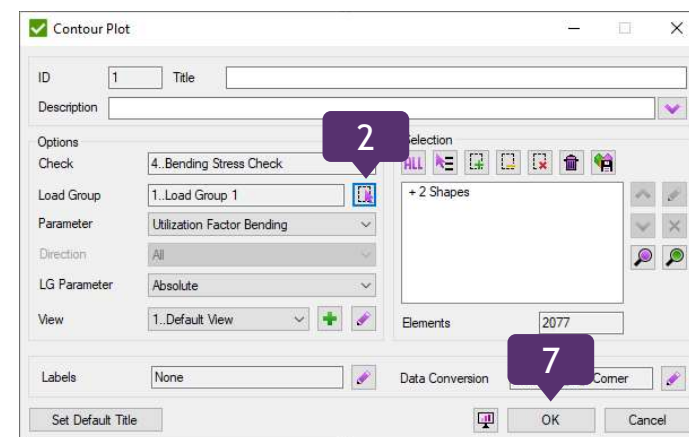 Contour Plot
ID 1 Title
Description
Options
Check 4..Bending Stress Check
Load Group 1..Load Group 1
Parameter Utilization Factor Bending
Direction All
LG Parameter Absolute
View 1..Default View
Labels None
2
Selection
ALL
+ 2 Shapes
Elements 2077
7
Data Conversion Corner
Set Default Title OK Cancel